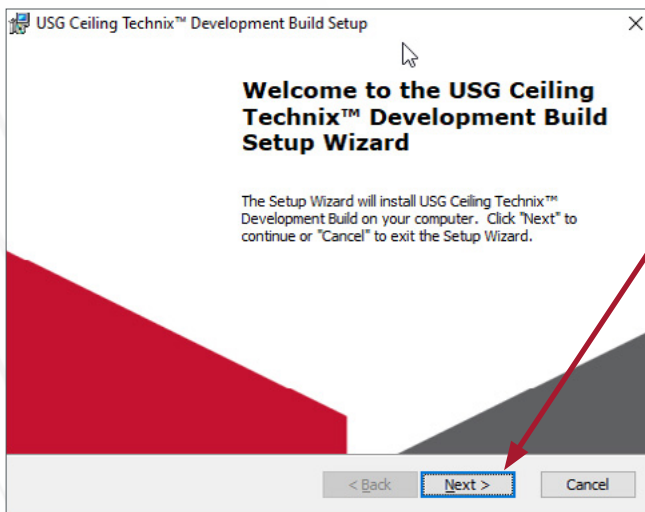 USG Ceiling Technix™ Development Build Setup
Welcome to the USG Ceiling
Technix™ Development Build
Setup Wizard
The Setup Wizard will install USG Ceiling Technix™
Development Build on your computer. Click "Next" to
continue or "Cancel" to exit the Setup Wizard.
< Back Next > Cancel